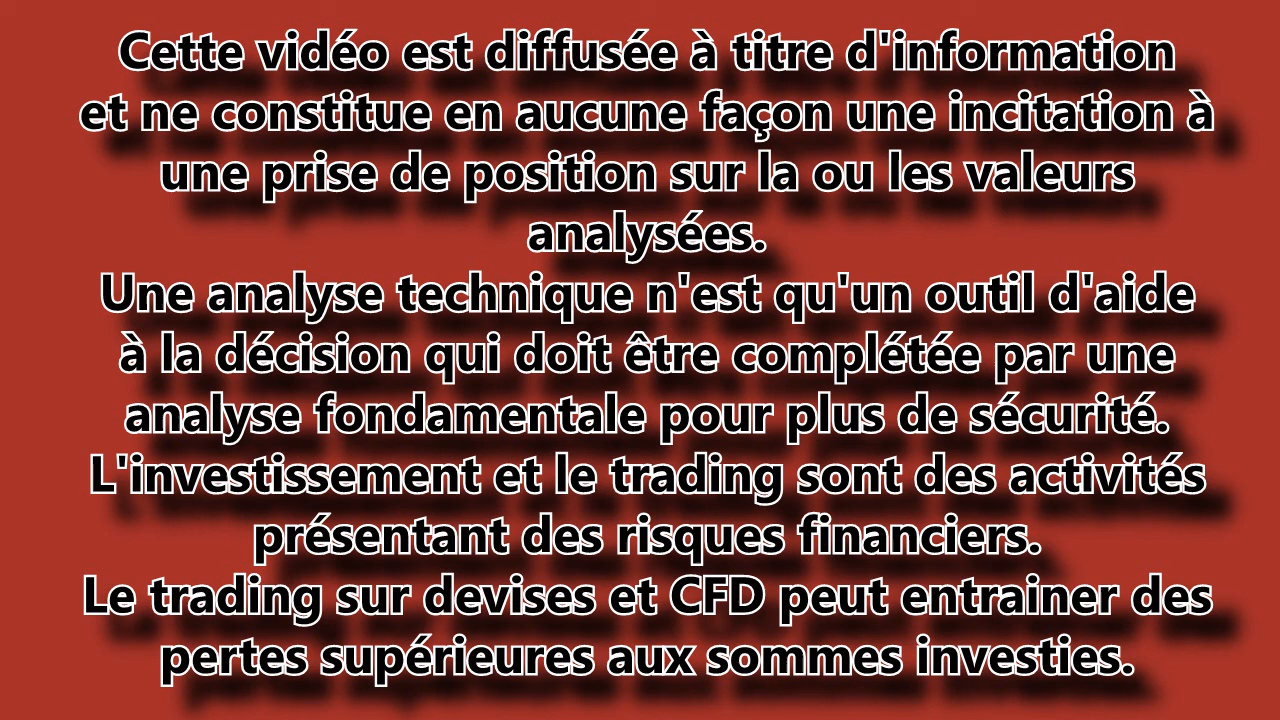 Cette vidéo est diffusée à titre d'information
et ne constitue en aucune façon une incitation à
une prise de position sur la ou les valeurs
analysées.
Une analyse technique n'est qu'un outil d'aide
à la décision qui doit être complétée par une
analyse fondamentale pour plus de sécurité.
L'investissement et le trading sont des activités
présentant des risques financiers.
Le trading sur devises et CFD peut entrainer des
pertes supérieures aux sommes investies.